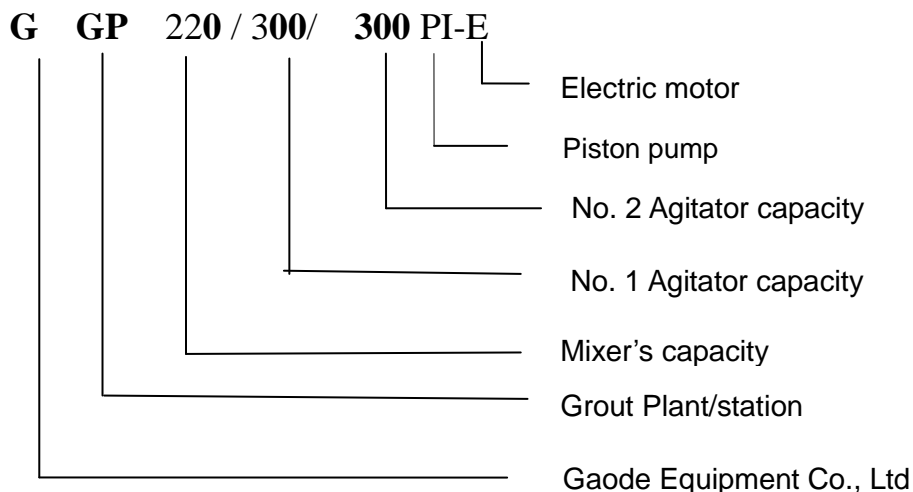 G GP 220 / 300/ 300 PI-E
Electric motor
Piston pump
No. 2 Agitator capacity
No. 1 Agitator capacity
Mixer’s capacity
Grout Plant/station
Gaode Equipment Co., Ltd